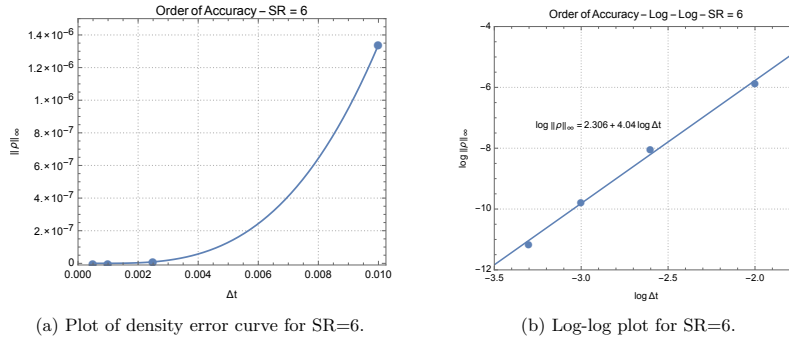 Order of Accuracy – SR = 6
1.4×10⁻⁶
1.2×10⁻⁶
1.×10⁻⁶
8.×10⁻⁷
6.×10⁻⁷
4.×10⁻⁷
2.×10⁻⁷
0
‖ρ‖∞
0.000 0.002 0.004 0.006 0.008 0.010
Δt
(a) Plot of density error curve for SR=6.
Order of Accuracy – Log – Log – SR = 6
-4
-6
-8
-10
-12
log ‖ρ‖∞
log ‖ρ‖∞ = 2.306 + 4.04 log Δt
-3.5 -3.0 -2.5 -2.0
log Δt
(b) Log-log plot for SR=6.